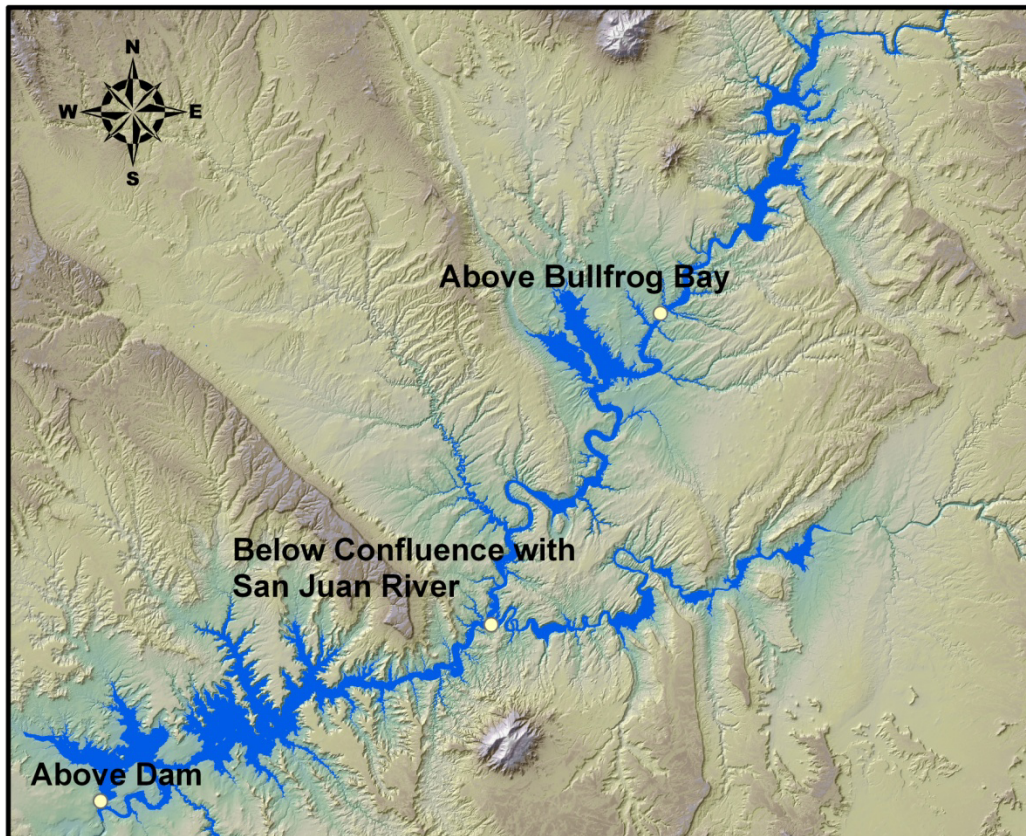 N
W E
S
Above Bullfrog Bay
Below Confluence with
San Juan River
Above Dam